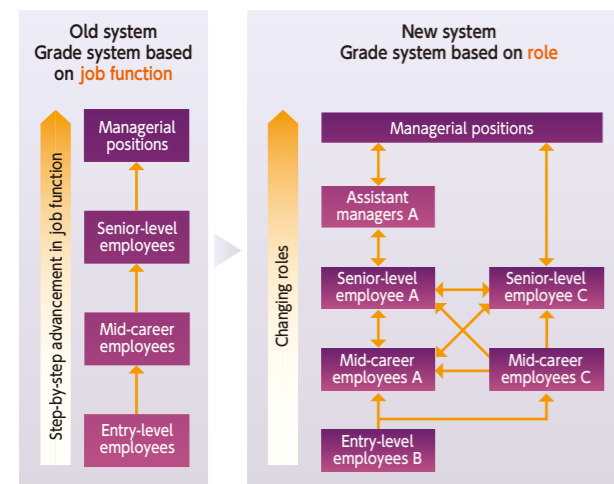 Old system
Grade system based
on job function
Step-by-step advancement in job function
Managerial
positions
Senior-level
employees
Mid-career
employees
Entry-level
employees
New system
Grade system based on role
Changing roles
Managerial positions
Assistant
managers A
Senior-level
employee A
Senior-level
employee C
Mid-career
employees A
Mid-career
employees C
Entry-level
employees B